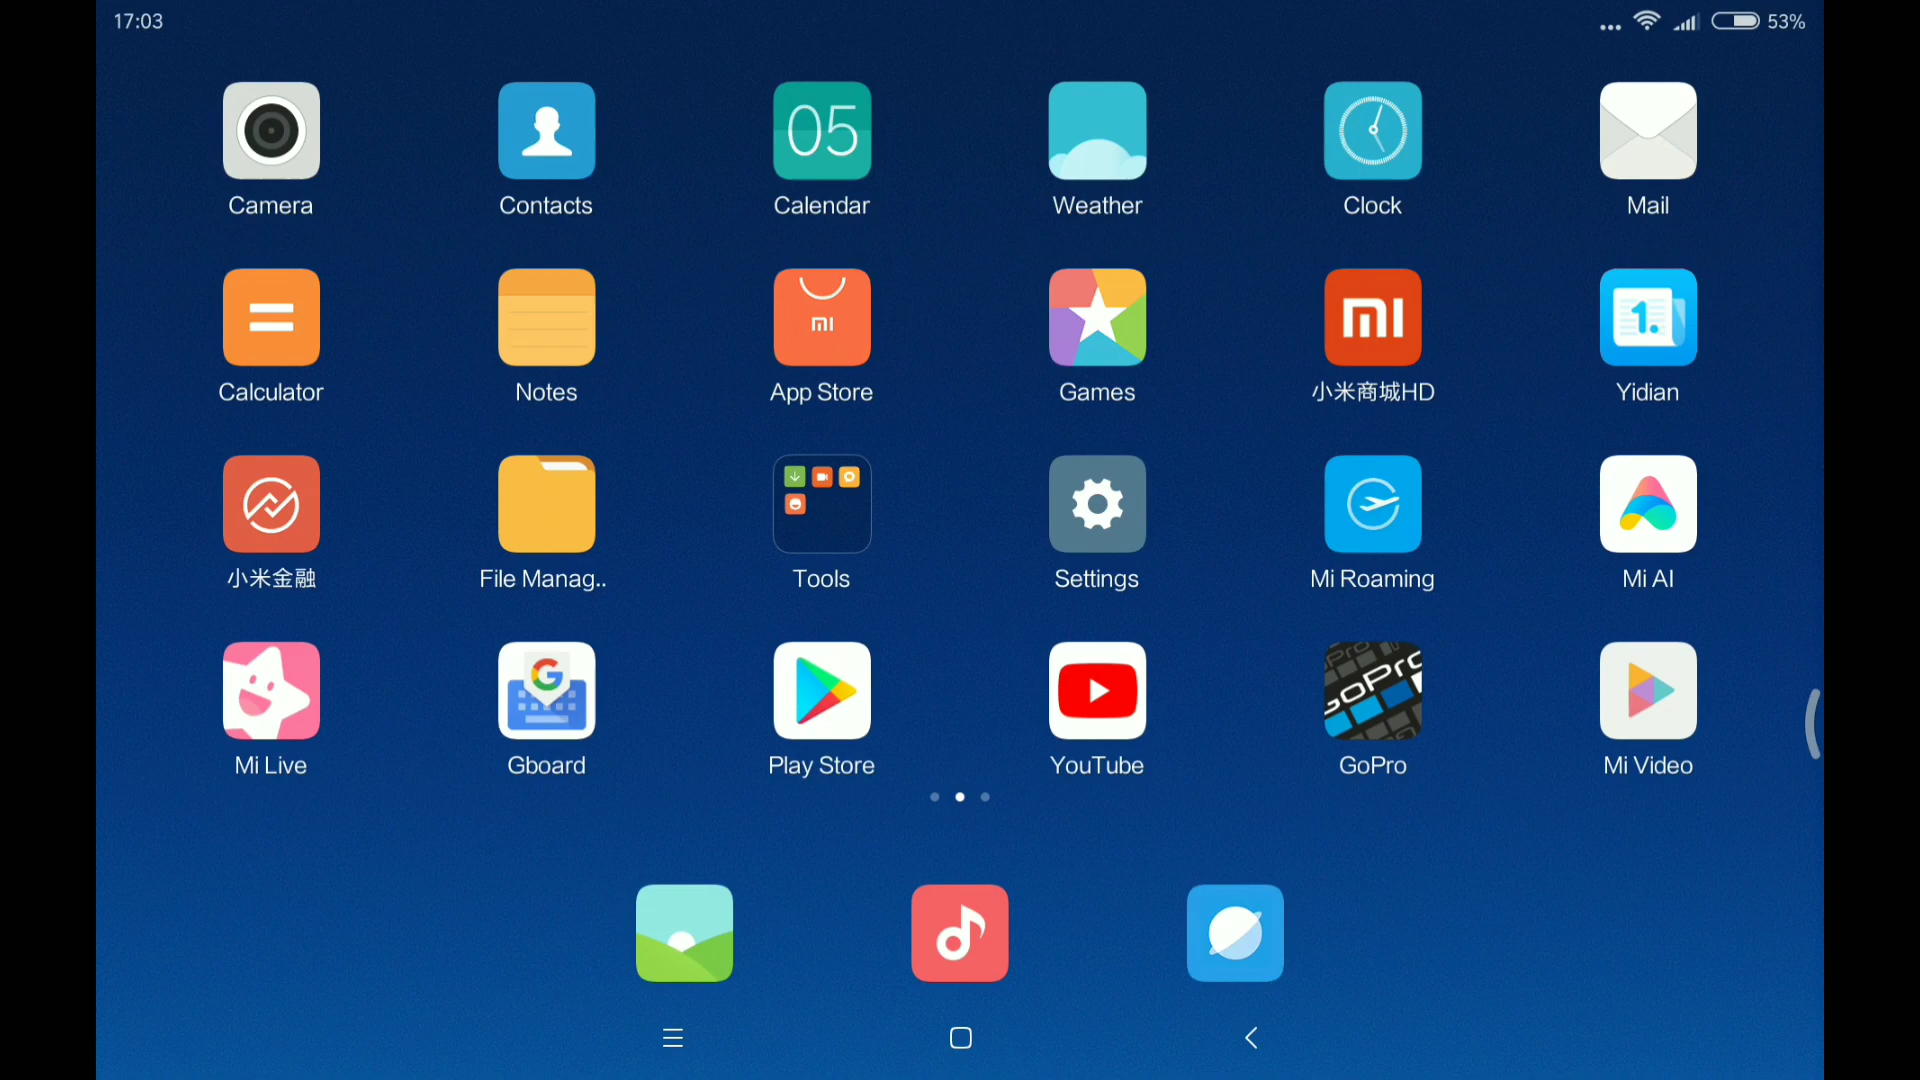 17:03
53%
05
Camera
Contacts
Calendar
Weather
Clock
Mail
MI
MI
1.
Calculator
Notes
App Store
Games
小米商城HD
Yidian
小米金融
File Manag..
Tools
Settings
Mi Roaming
Mi AI
G
GoPro
Mi Live
Gboard
Play Store
YouTube
GoPro
Mi Video